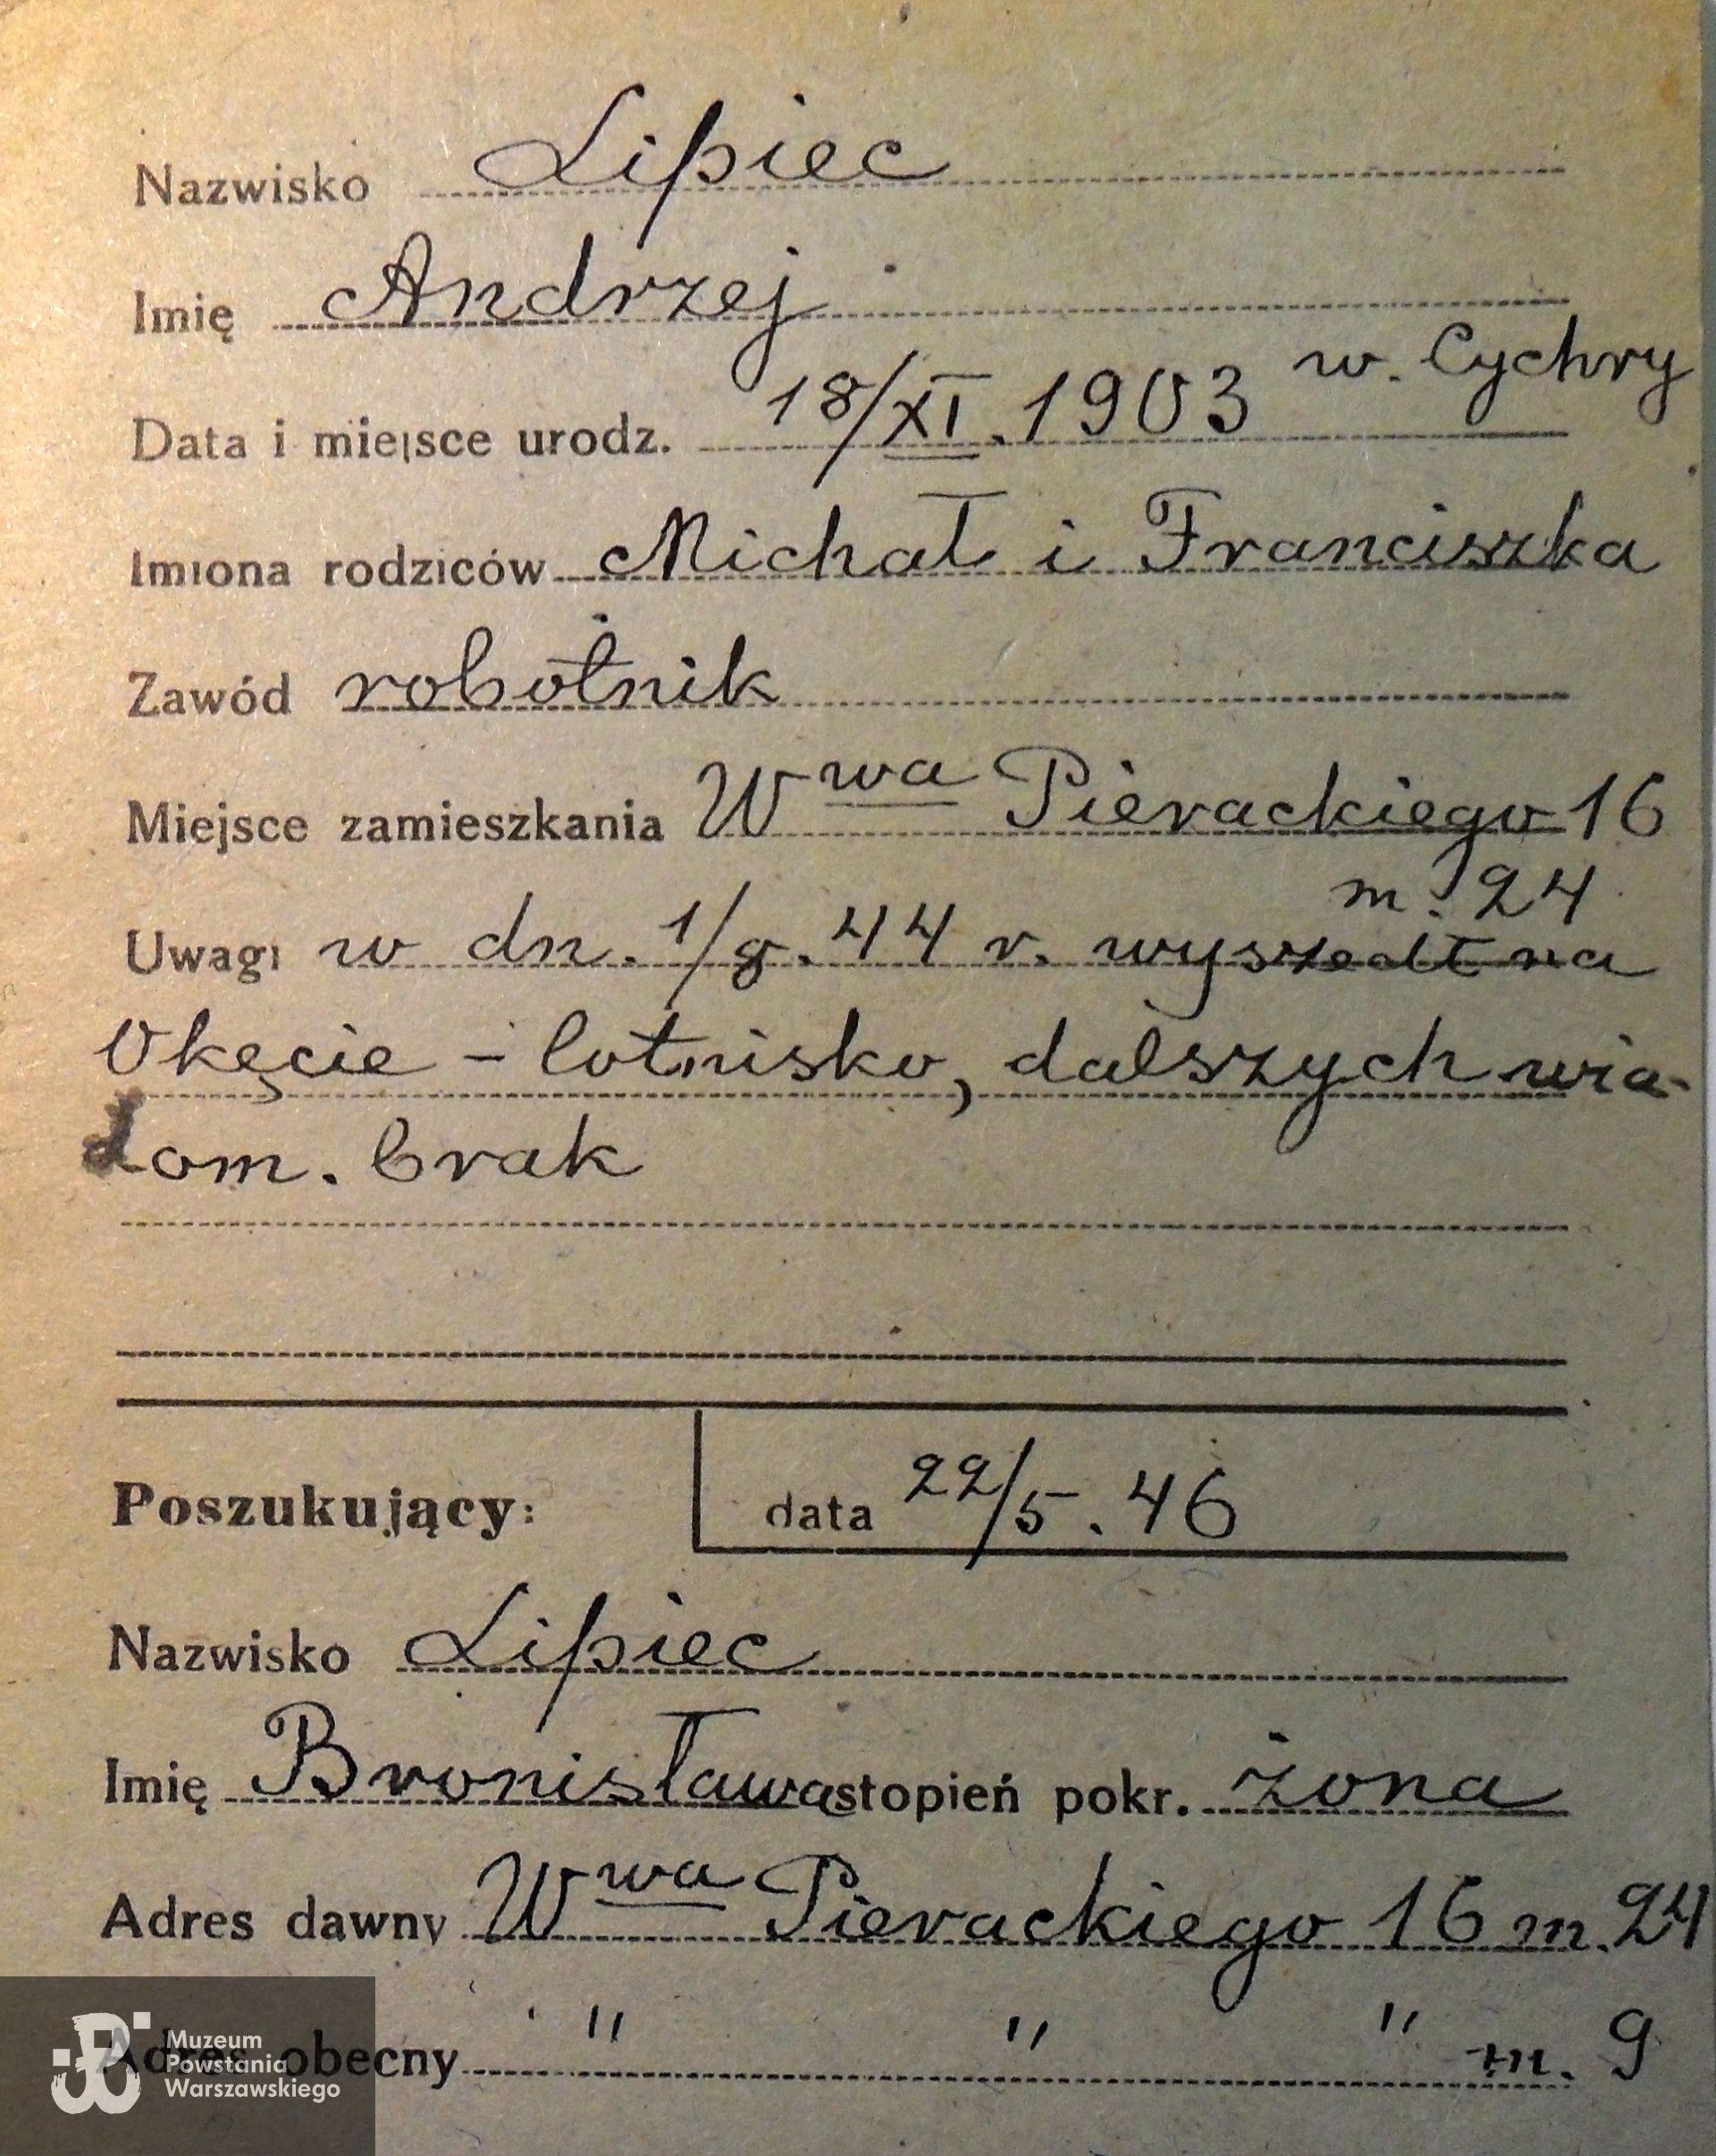 Nazwisko Lipiec
Imię Andrzej
Data i miejsce urodz. 18/XI.1903 w. Cychry
Imiona rodziców Michał i Franciszka
Zawód robotnik
Miejsce zamieszkania Wwa Pierackiego 16
m. 24
Uwagi w dn. 1/8.44 r. wyszedł na
Okęcie - lotnisko, dalszych wia-
dom. brak
Poszukujący: data 22/5.46
Nazwisko Lipiec
Imię Bronisława stopień pokr. żona
Adres dawny Wwa Pierackiego 16 m. 24
Adres obecny " " " m. 9
Muzeum
Powstania
Warszawskiego